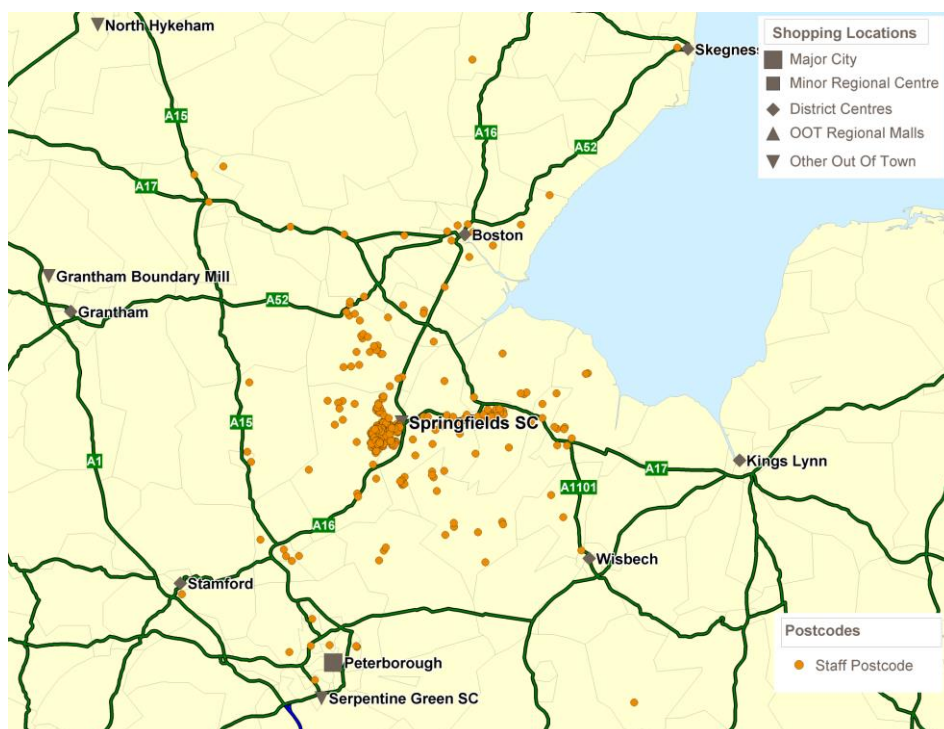 North Hykeham
Skegness
Shopping Locations
Major City
Minor Regional Centre
District Centres
OOT Regional Malls
Other Out Of Town
A15
A16
A52
A17
Boston
Grantham Boundary Mill
A52
Grantham
A15
Springfields SC
A1
Kings Lynn
A17
A1101
A16
Wisbech
Stamford
Postcodes
Staff Postcode
Peterborough
Serpentine Green SC